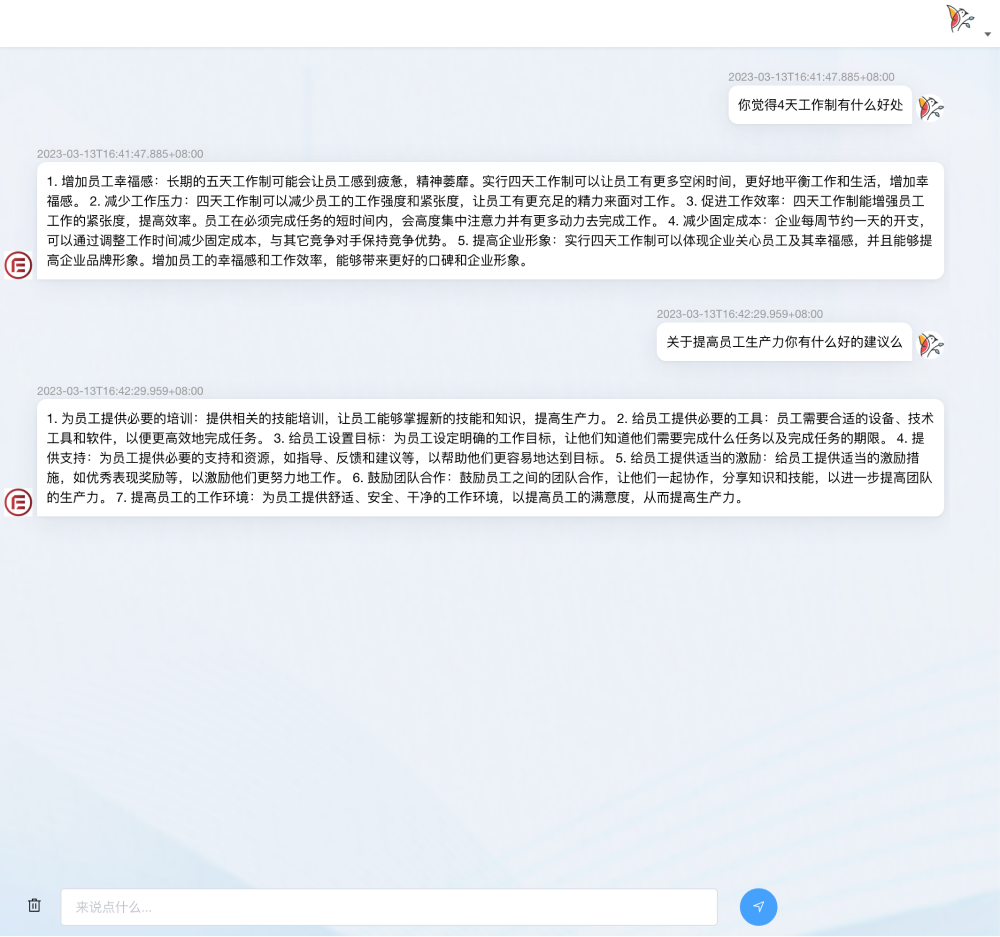 2023-03-13T16:41:47.885+08:00
你觉得4天工作制有什么好处
2023-03-13T16:41:47.885+08:00
1. 增加员工幸福感：长期的五天工作制可能会让员工感到疲惫，精神萎靡。实行四天工作制可以让员工有更多空闲时间，更好地平衡工作和生活，增加幸
福感。 2. 减少工作压力：四天工作制可以减少员工的工作强度和紧张度，让员工有更充足的精力来面对工作。 3. 促进工作效率：四天工作制能增强员工
工作的紧张度，提高效率。员工在必须完成任务的短时间内，会高度集中注意力并有更多动力去完成工作。 4. 减少固定成本：企业每周节约一天的开支，
可以通过调整工作时间减少固定成本，与其它竞争对手保持竞争优势。 5. 提高企业形象：实行四天工作制可以体现企业关心员工及其幸福感，并且能够提
高企业品牌形象。增加员工的幸福感和工作效率，能够带来更好的口碑和企业形象。
2023-03-13T16:42:29.959+08:00
关于提高员工生产力你有什么好的建议么
2023-03-13T16:42:29.959+08:00
1. 为员工提供必要的培训：提供相关的技能培训，让员工能够掌握新的技能和知识，提高生产力。 2. 给员工提供必要的工具：员工需要合适的设备、技术
工具和软件，以便更高效地完成任务。 3. 给员工设置目标：为员工设定明确的工作目标，让他们知道他们需要完成什么任务以及完成任务的期限。 4. 提
供支持：为员工提供必要的支持和资源，如指导、反馈和建议等，以帮助他们更容易地达到目标。 5. 给员工提供适当的激励：给员工提供适当的激励措
施，如优秀表现奖励等，以激励他们更努力地工作。 6. 鼓励团队合作：鼓励员工之间的团队合作，让他们一起协作，分享知识和技能，以进一步提高团队
的生产力。 7. 提高员工的工作环境：为员工提供舒适、安全、干净的工作环境，以提高员工的满意度，从而提高生产力。
来说点什么...